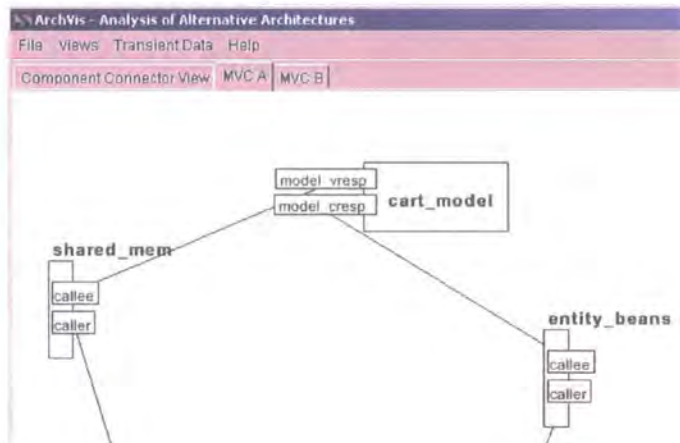 ArchVis - Analysis of Alternative Architectures
File Views Transient Data Help
Component Connector View MVC A MVC B
model_vresp
model_cresp
cart_model
shared_mem
callee
caller
entity_beans
callee
caller